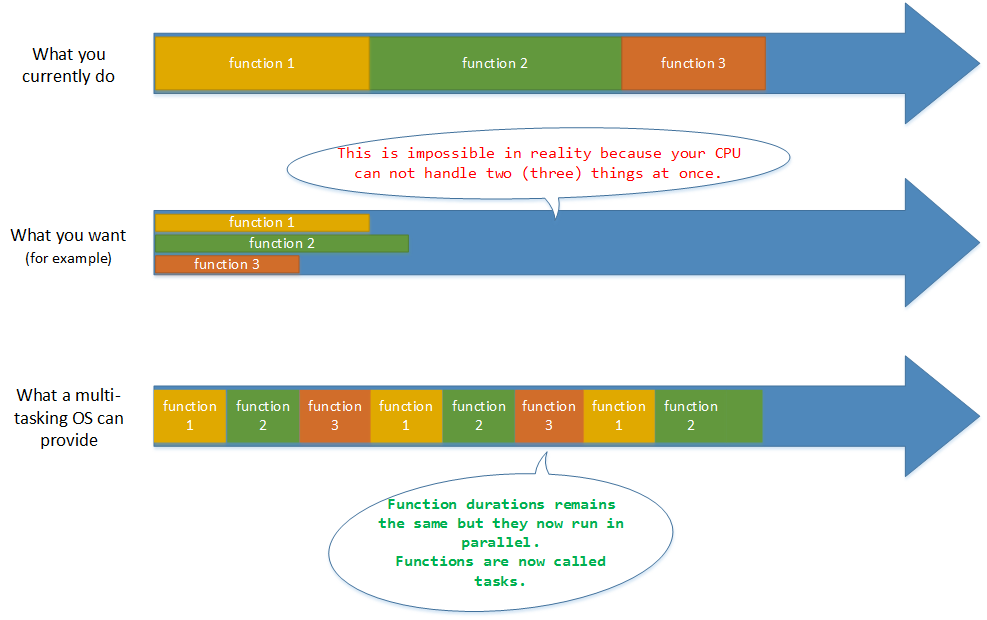 What you
currently do
function 1
function 2
function 3
This is impossible in reality because your CPU
can not handle two (three) things at once.
What you want
(for example)
function 1
function 2
function 3
What a multi-
tasking OS can
provide
function
1
function
2
function
3
function
1
function
2
function
3
function
1
function
2
Function durations remains
the same but they now run in
parallel.
Functions are now called
tasks.